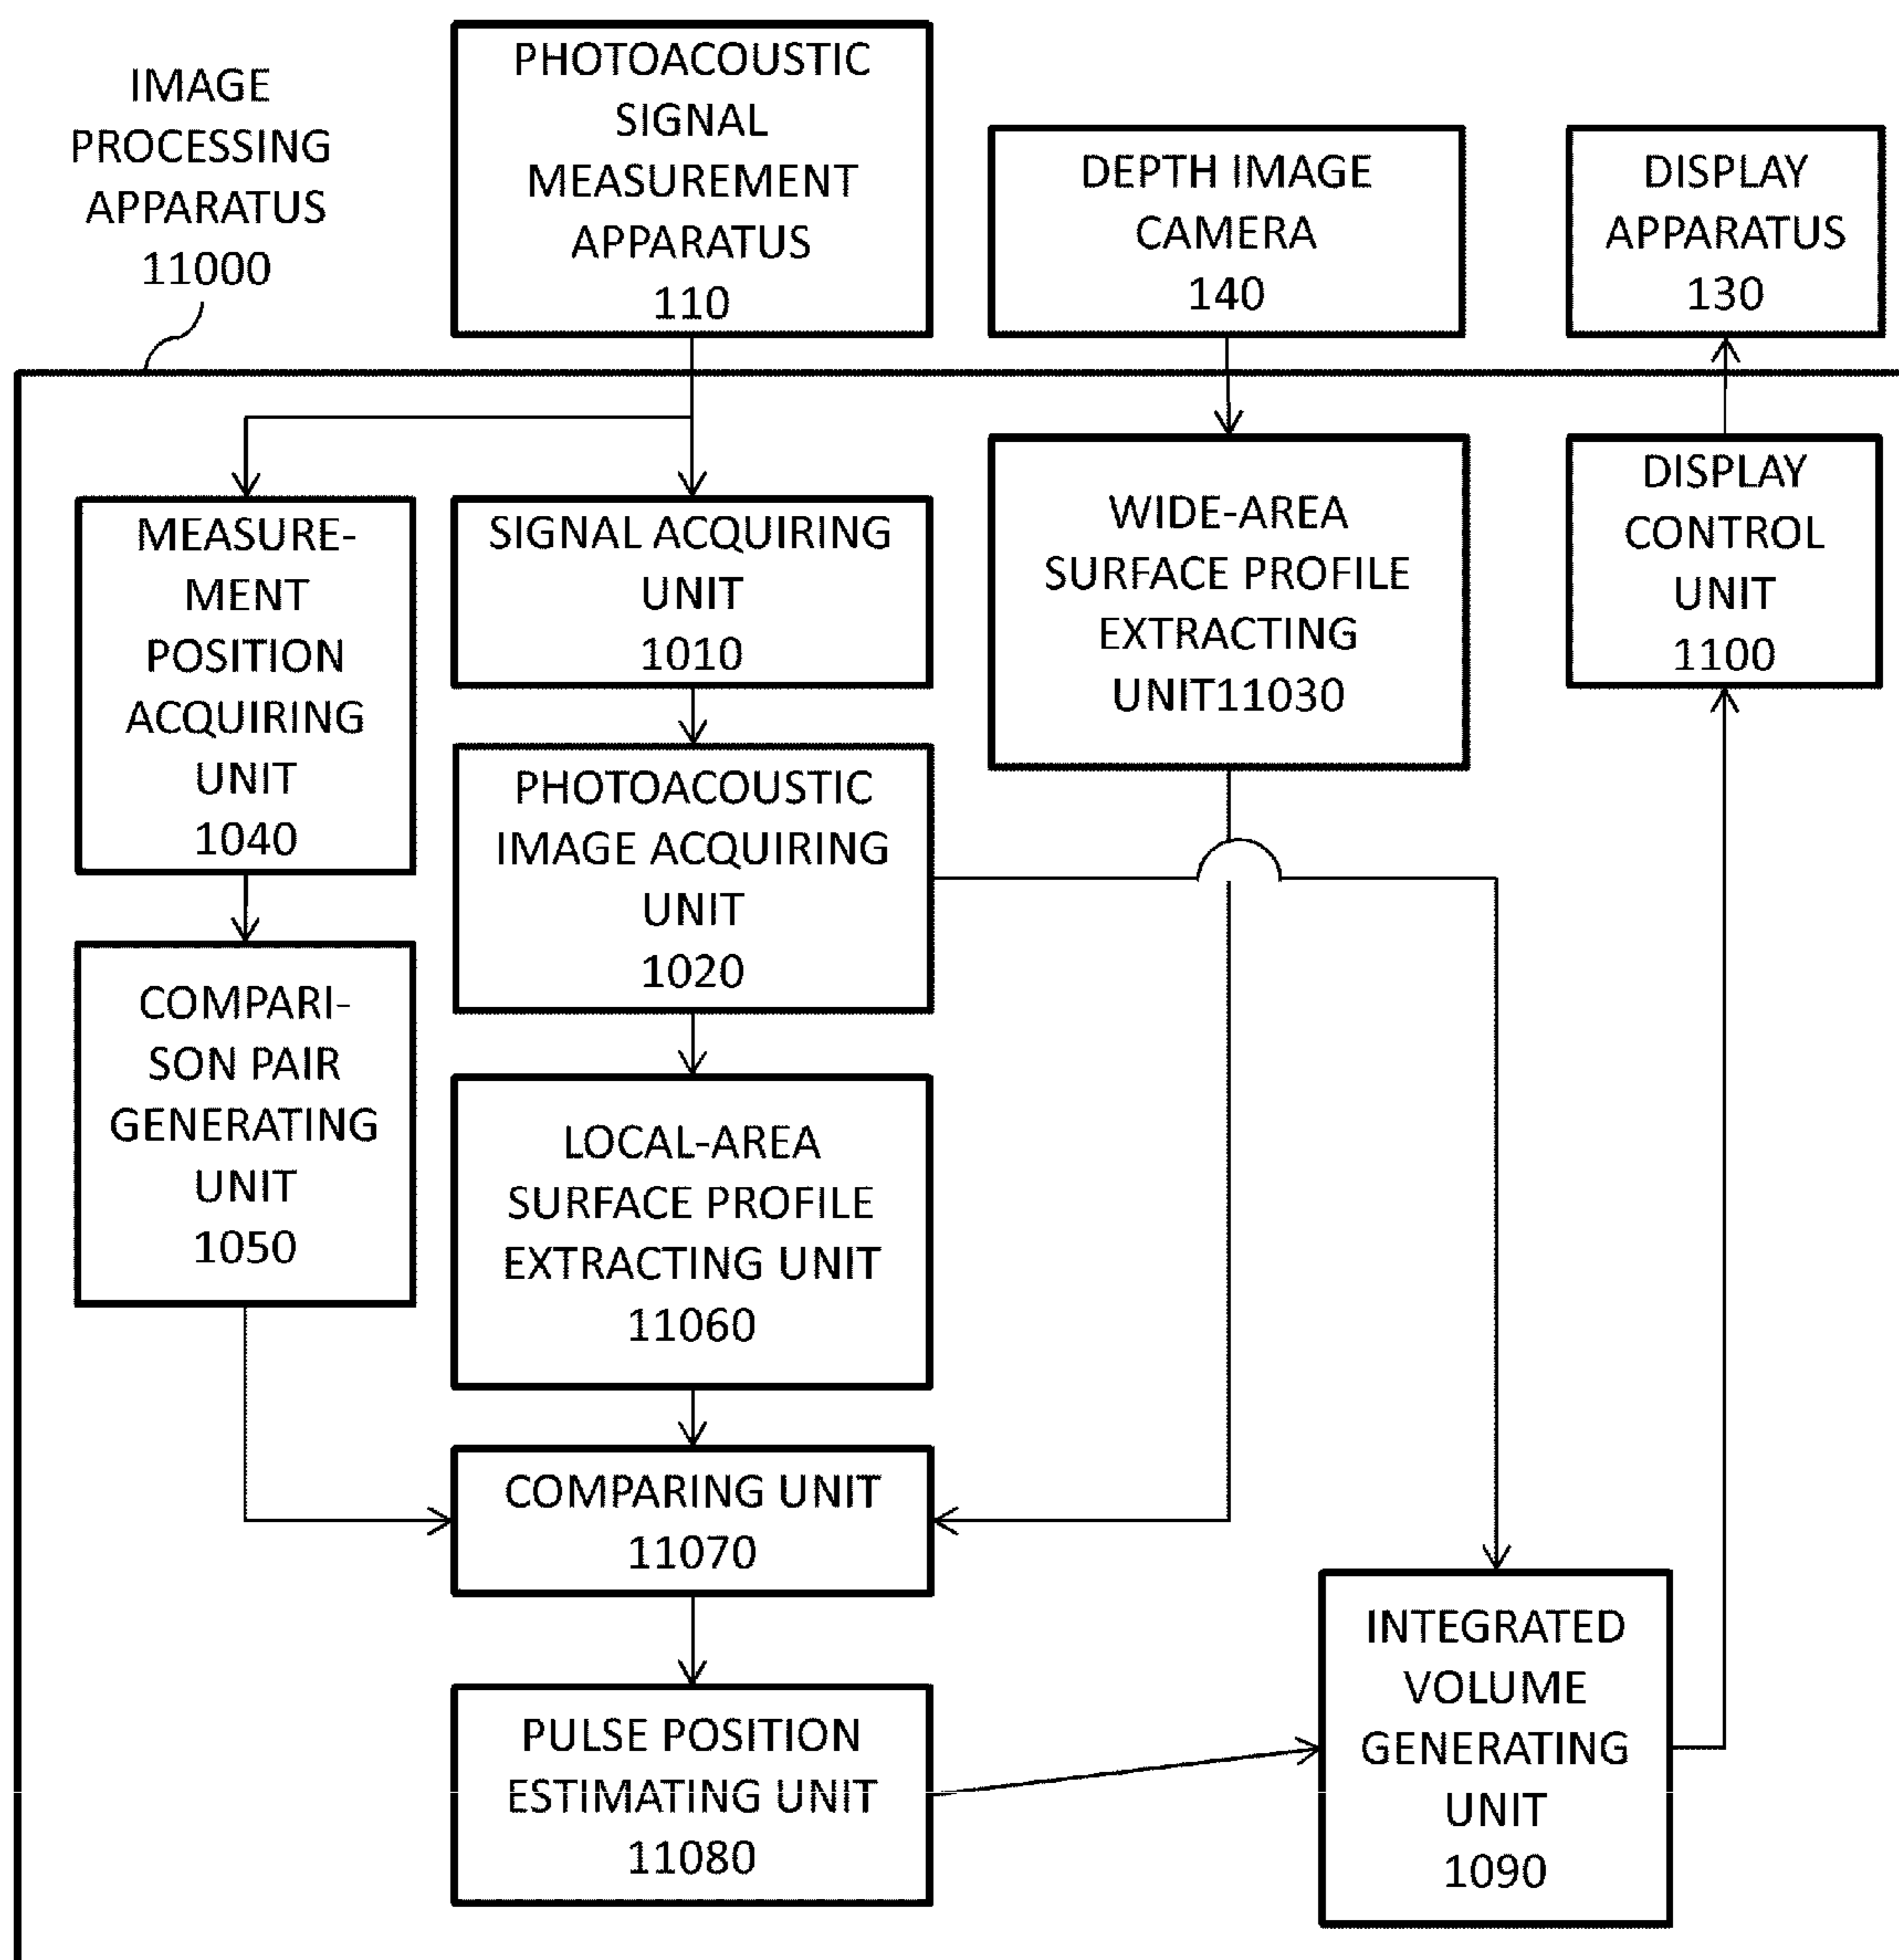 IMAGE
PROCESSING
APPARATUS
11000
PHOTOACOUSTIC
SIGNAL
MEASUREMENT
APPARATUS
110
DEPTH IMAGE
CAMERA
140
DISPLAY
APPARATUS
130
MEASURE-
MENT
POSITION
ACQUIRING
UNIT
1040
SIGNAL ACQUIRING
UNIT
1010
WIDE-AREA
SURFACE PROFILE
EXTRACTING
UNIT11030
DISPLAY
CONTROL
UNIT
1100
PHOTOACOUSTIC
IMAGE ACQUIRING
UNIT
1020
COMPARI-
SON PAIR
GENERATING
UNIT
1050
LOCAL-AREA
SURFACE PROFILE
EXTRACTING UNIT
11060
COMPARING UNIT
11070
PULSE POSITION
ESTIMATING UNIT
11080
INTEGRATED
VOLUME
GENERATING
UNIT
1090